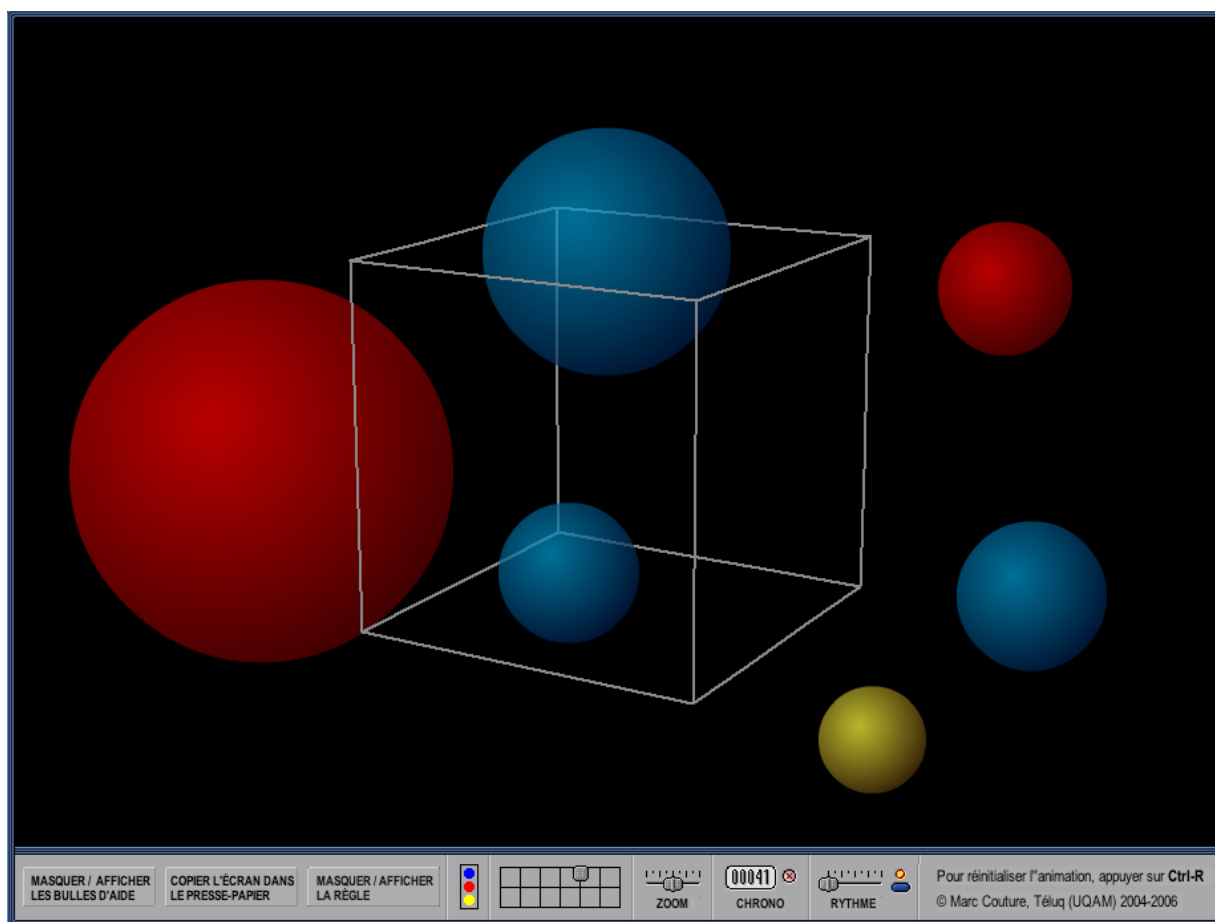 MASQUER / AFFICHER
LES BULLES D'AIDE
COPIER L'ÉCRAN DANS
LE PRESSE-PAPIER
MASQUER / AFFICHER
LA RÈGLE
ZOOM
00041
CHRONO
RYTHME
Pour réinitialiser l"animation, appuyer sur Ctrl-R
© Marc Couture, Téluq (UQAM) 2004-2006